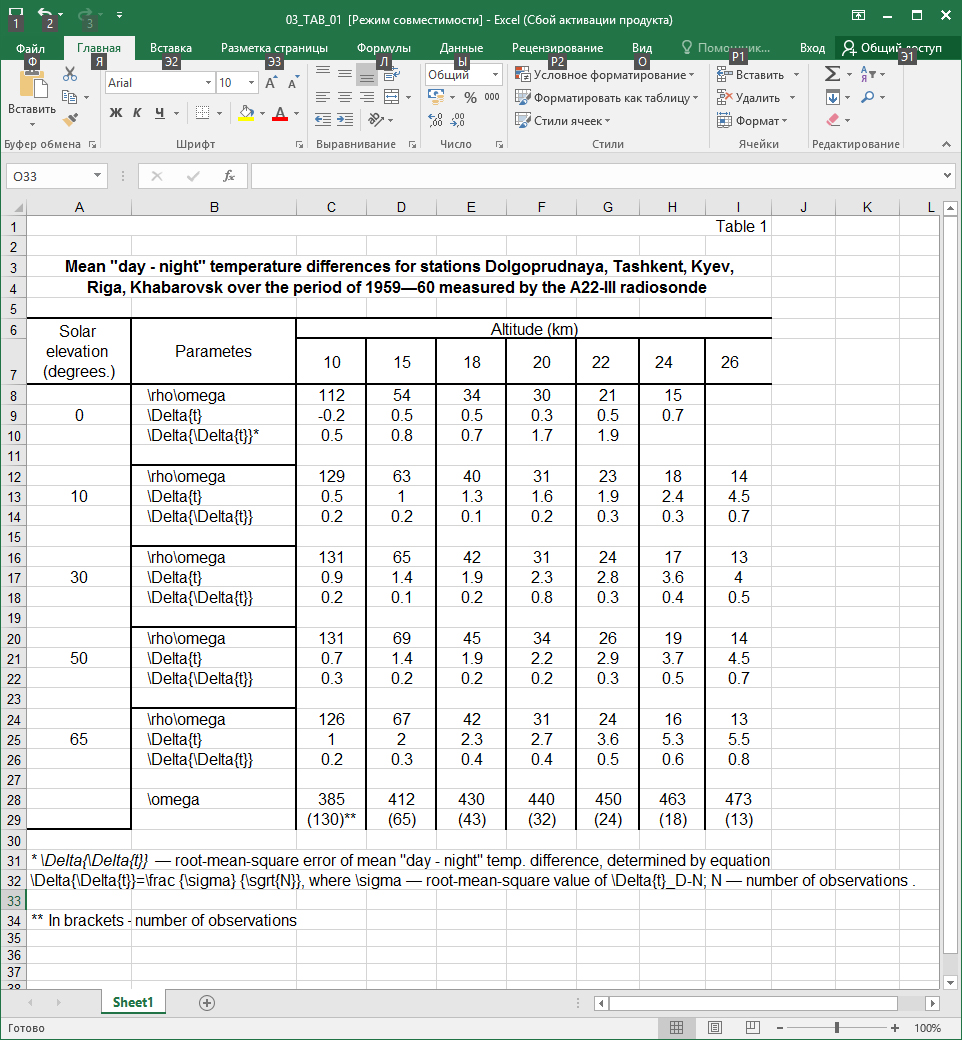 1 2 3
03_TAB_01 [Режим совместимости] - Excel (Сбой активации продукта)
Файл Главная Вставка Разметка страницы Формулы Данные Рецензирование Вид Помощник... Вход Общий доступ
Ф Я Э2 ЭЗ Л Ы Р2 О Р1 Э1
Вставить Arial 10 Общий Условное форматирование Вставить
Форматировать как таблицу Удалить
Ж К Ч % 000 Стили ячеек Формат
Буфер обмена Шрифт Выравнивание Число Стили Ячейки Редактирование
O33 fx
A B C D E F G H I J K L
1 Table 1
2
3 Mean "day - night" temperature differences for stations Dolgoprudnaya, Tashkent, Kyev,
4 Riga, Khabarovsk over the period of 1959—60 measured by the A22-III radiosonde
5
6 Solar elevation (degrees.) Parametes Altitude (km)
7 10 15 18 20 22 24 26
8 \rho\omega 112 54 34 30 21 15
9 0 \Delta{t} -0.2 0.5 0.5 0.3 0.5 0.7
10 \Delta{\Delta{t}}* 0.5 0.8 0.7 1.7 1.9
11
12 \rho\omega 129 63 40 31 23 18 14
13 10 \Delta{t} 0.5 1 1.3 1.6 1.9 2.4 4.5
14 \Delta{\Delta{t}} 0.2 0.2 0.1 0.2 0.3 0.3 0.7
15
16 \rho\omega 131 65 42 31 24 17 13
17 30 \Delta{t} 0.9 1.4 1.9 2.3 2.8 3.6 4
18 \Delta{\Delta{t}} 0.2 0.1 0.2 0.8 0.3 0.4 0.5
19
20 \rho\omega 131 69 45 34 26 19 14
21 50 \Delta{t} 0.7 1.4 1.9 2.2 2.9 3.7 4.5
22 \Delta{\Delta{t}} 0.3 0.2 0.2 0.2 0.3 0.5 0.7
23
24 \rho\omega 126 67 42 31 24 16 13
25 65 \Delta{t} 1 2 2.3 2.7 3.6 5.3 5.5
26 \Delta{\Delta{t}} 0.2 0.3 0.4 0.4 0.5 0.6 0.8
27
28 \omega 385 412 430 440 450 463 473
29 (130)** (65) (43) (32) (24) (18) (13)
30
31 * \Delta{\Delta{t}} — root-mean-square error of mean "day - night" temp. difference, determined by equation
32 \Delta{\Delta{t}}=\frac {\sigma} {\sgrt{N}}, where \sigma — root-mean-square value of \Delta{t}_D-N; N — number of observations .
33
34 ** In brackets - number of observations
35
36
37
38
Sheet1
Готово 100%